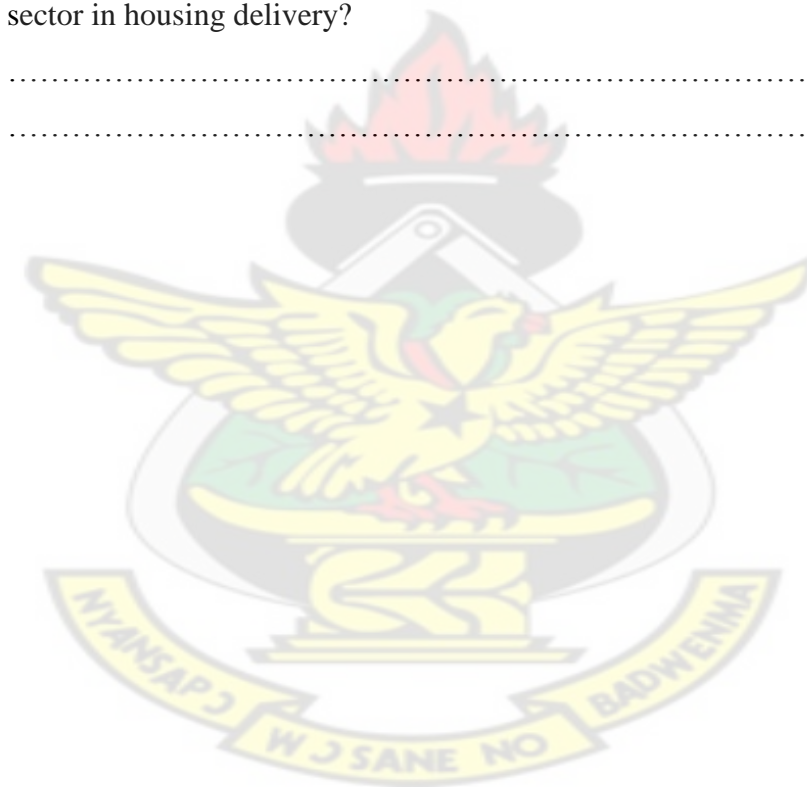 sector in housing delivery?
……………………………………………………………………
……………………………………………………………………
NYANSAPƆ WƆSANE NO BADWENMA